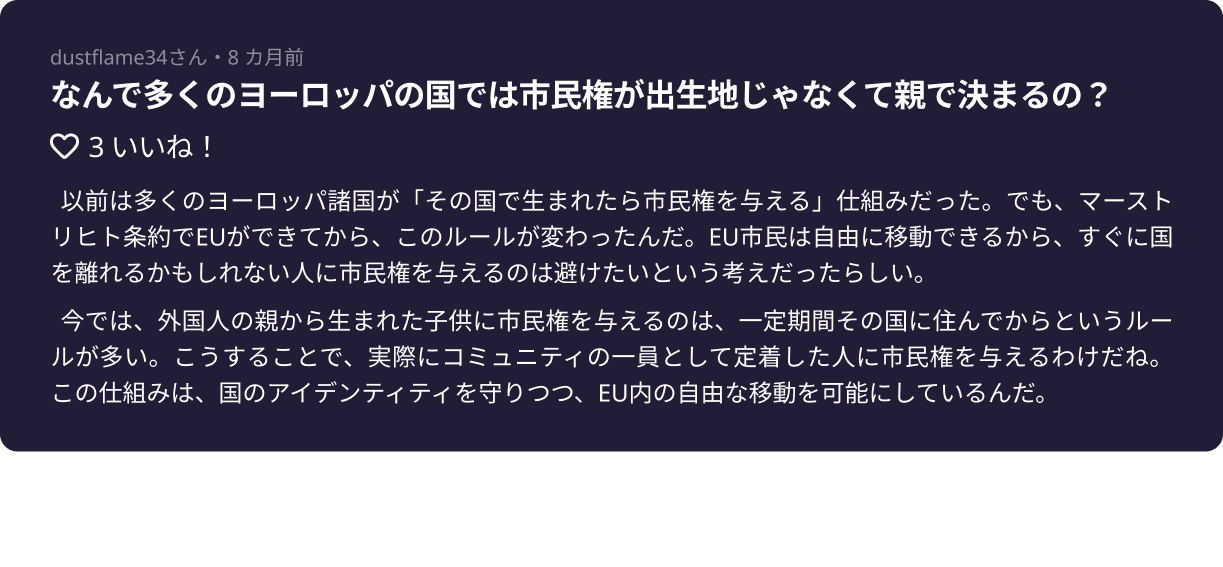 dustflame34さん・8 カ月前
なんで多くのヨーロッパの国では市民権が出生地じゃなくて親で決まるの？
3 いいね！
以前は多くのヨーロッパ諸国が「その国で生まれたら市民権を与える」仕組みだった。でも、マースト
リヒト条約でEUができてから、このルールが変わったんだ。EU市民は自由に移動できるから、すぐに国
を離れるかもしれない人に市民権を与えるのは避けたいという考えだったらしい。
今では、外国人の親から生まれた子供に市民権を与えるのは、一定期間その国に住んでからというルー
ルが多い。こうすることで、実際にコミュニティの一員として定着した人に市民権を与えるわけだね。
この仕組みは、国のアイデンティティを守りつつ、EU内の自由な移動を可能にしているんだ。